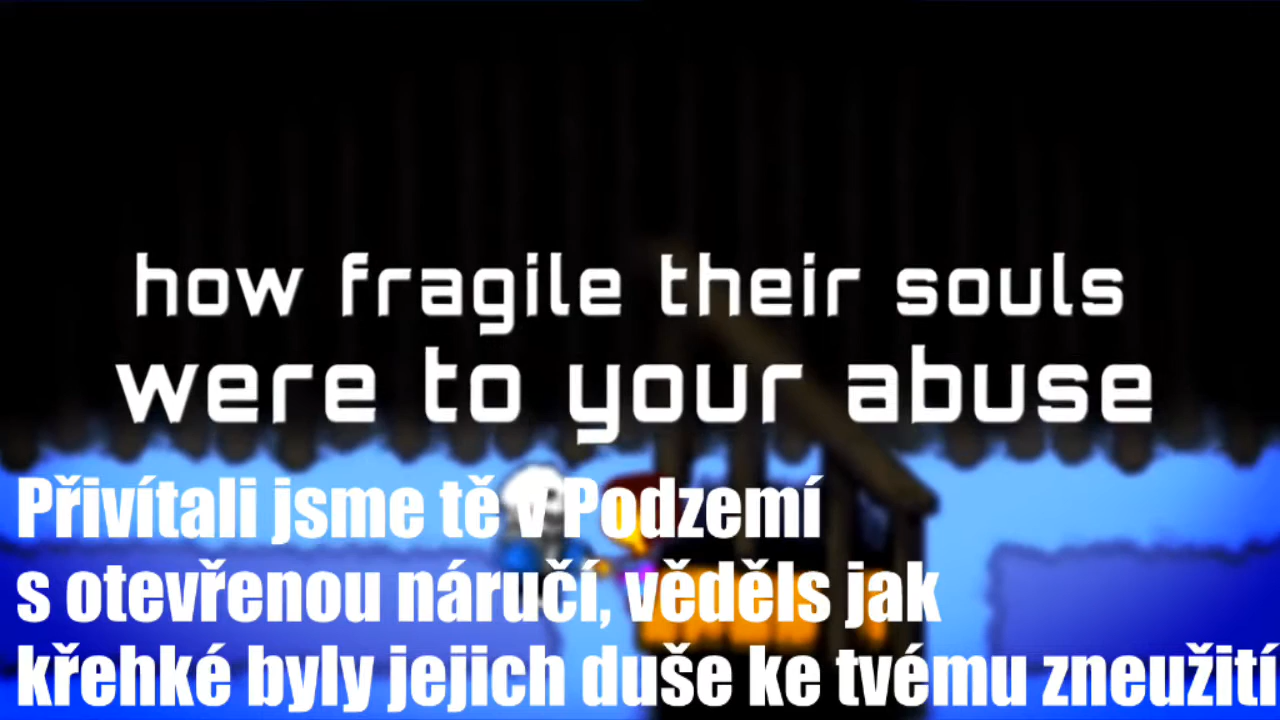 how fragile their souls
were to your abuse
Přivítali jsme tě v Podzemí
s otevřenou náručí, věděls jak
křehké byly jejich duše ke tvému zneužití